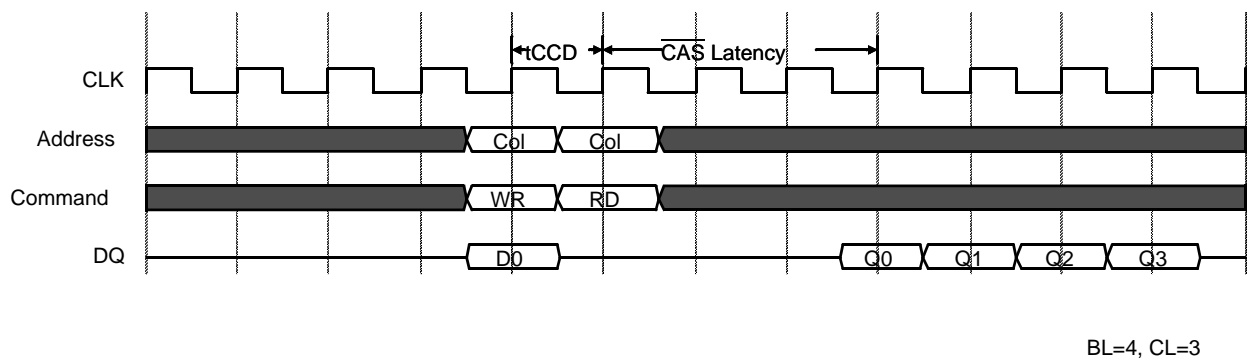 tCCD
CAS Latency
CLK
Address
Col
Col
Command
WR
RD
DQ
D0
Q0
Q1
Q2
Q3
BL=4, CL=3